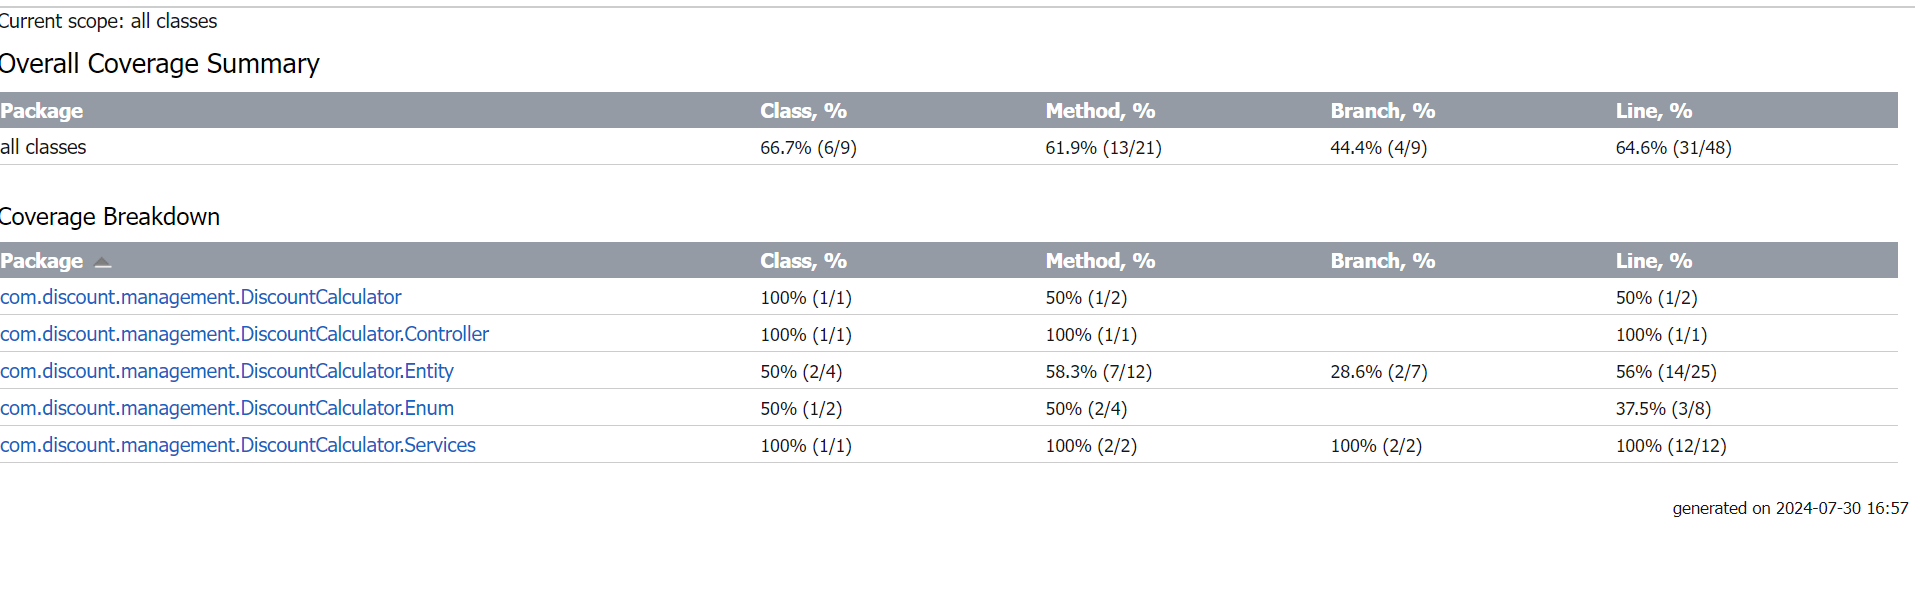 Current scope: all classes
Overall Coverage Summary
Package Class, % Method, % Branch, % Line, %
all classes 66.7% (6/9) 61.9% (13/21) 44.4% (4/9) 64.6% (31/48)
Coverage Breakdown
Package Class, % Method, % Branch, % Line, %
com.discount.management.DiscountCalculator 100% (1/1) 50% (1/2) 50% (1/2)
com.discount.management.DiscountCalculator.Controller 100% (1/1) 100% (1/1) 100% (1/1)
com.discount.management.DiscountCalculator.Entity 50% (2/4) 58.3% (7/12) 28.6% (2/7) 56% (14/25)
com.discount.management.DiscountCalculator.Enum 50% (1/2) 50% (2/4) 37.5% (3/8)
com.discount.management.DiscountCalculator.Services 100% (1/1) 100% (2/2) 100% (2/2) 100% (12/12)
generated on 2024-07-30 16:57